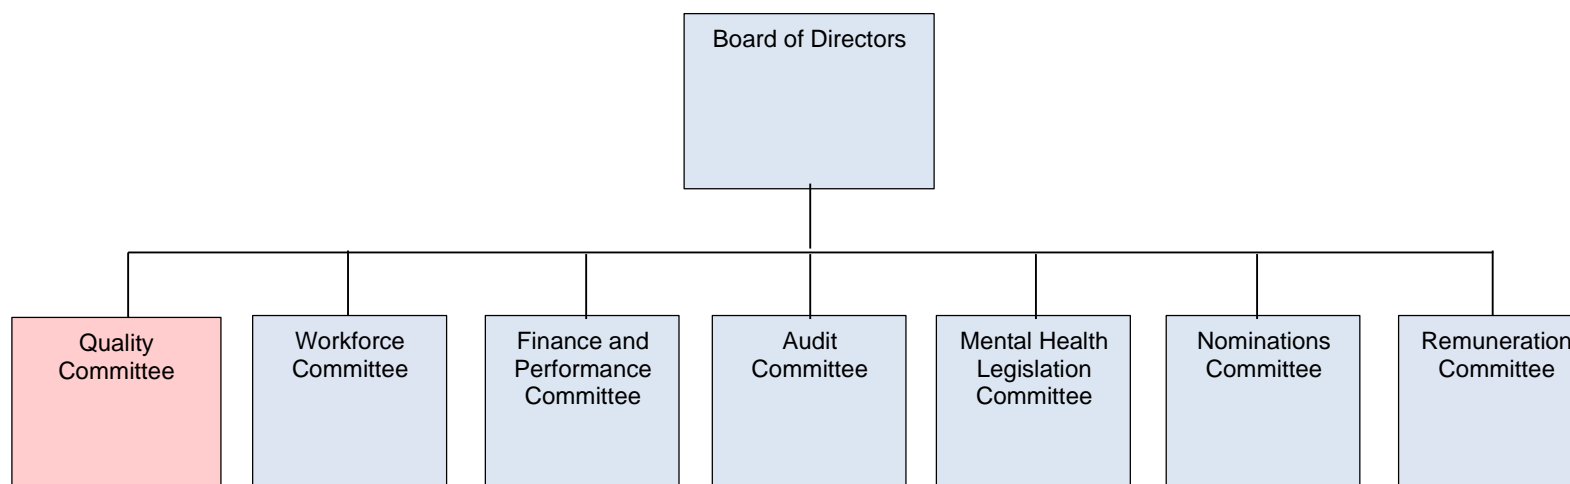 Board of Directors
Quality
Committee
Workforce
Committee
Finance and
Performance
Committee
Audit
Committee
Mental Health
Legislation
Committee
Nominations
Committee
Remuneration
Committee